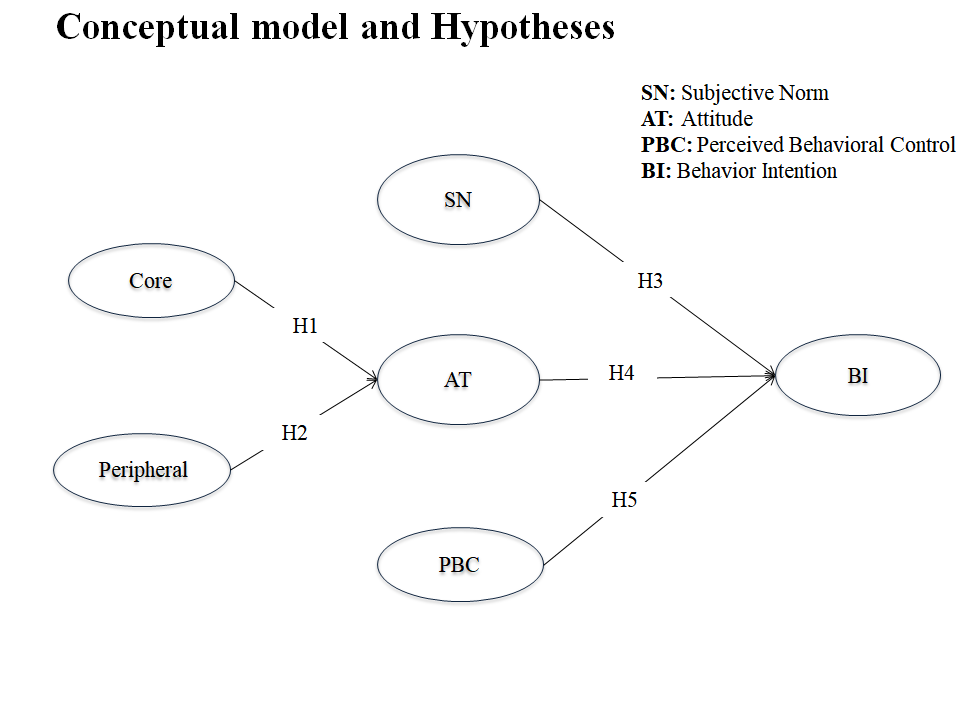 Conceptual model and Hypotheses
SN: Subjective Norm
AT: Attitude
PBC: Perceived Behavioral Control
BI: Behavior Intention
SN
Core
H3
H1
AT
H4
BI
H2
Peripheral
H5
PBC